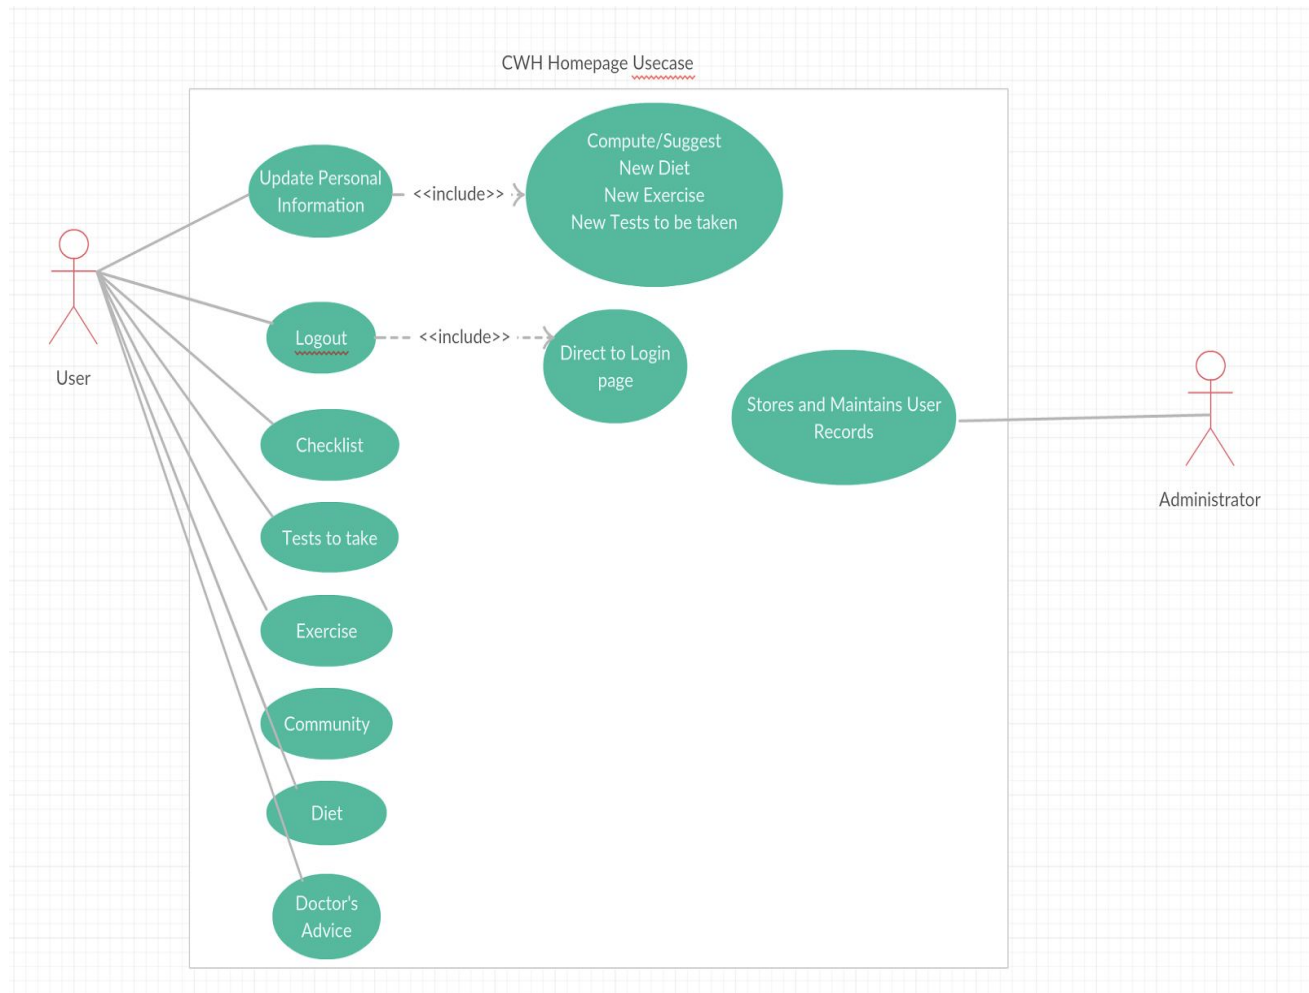 CWH Homepage Usecase
Update Personal
Information
<<include>>
Compute/Suggest
New Diet
New Exercise
New Tests to be taken
User
Logout
<<include>>
Direct to Login
page
Stores and Maintains User
Records
Administrator
Checklist
Tests to take
Exercise
Community
Diet
Doctor's
Advice